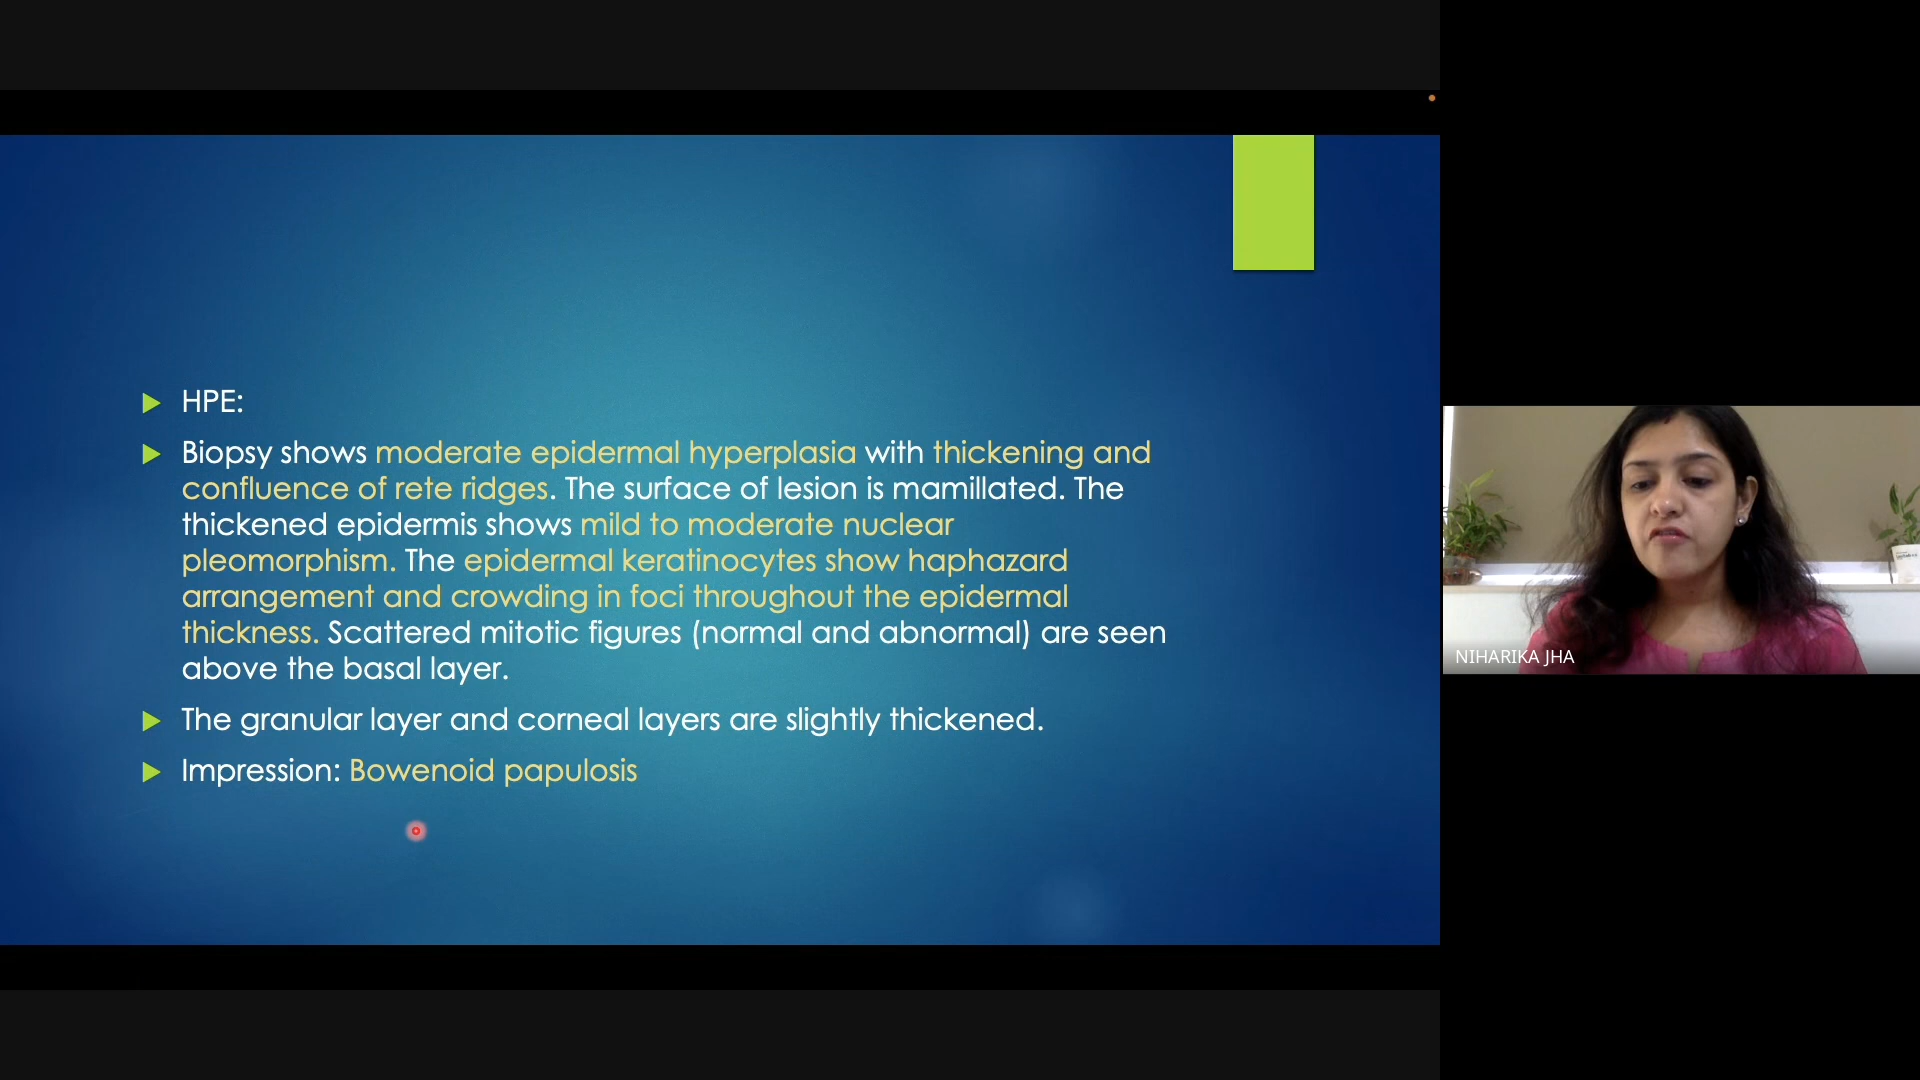 HPE:
Biopsy shows moderate epidermal hyperplasia with thickening and
confluence of rete ridges. The surface of lesion is mamillated. The
thickened epidermis shows mild to moderate nuclear
pleomorphism. The epidermal keratinocytes show haphazard
arrangement and crowding in foci throughout the epidermal
thickness. Scattered mitotic figures (normal and abnormal) are seen
above the basal layer.
The granular layer and corneal layers are slightly thickened.
Impression: Bowenoid papulosis
NIHARIKA JHA